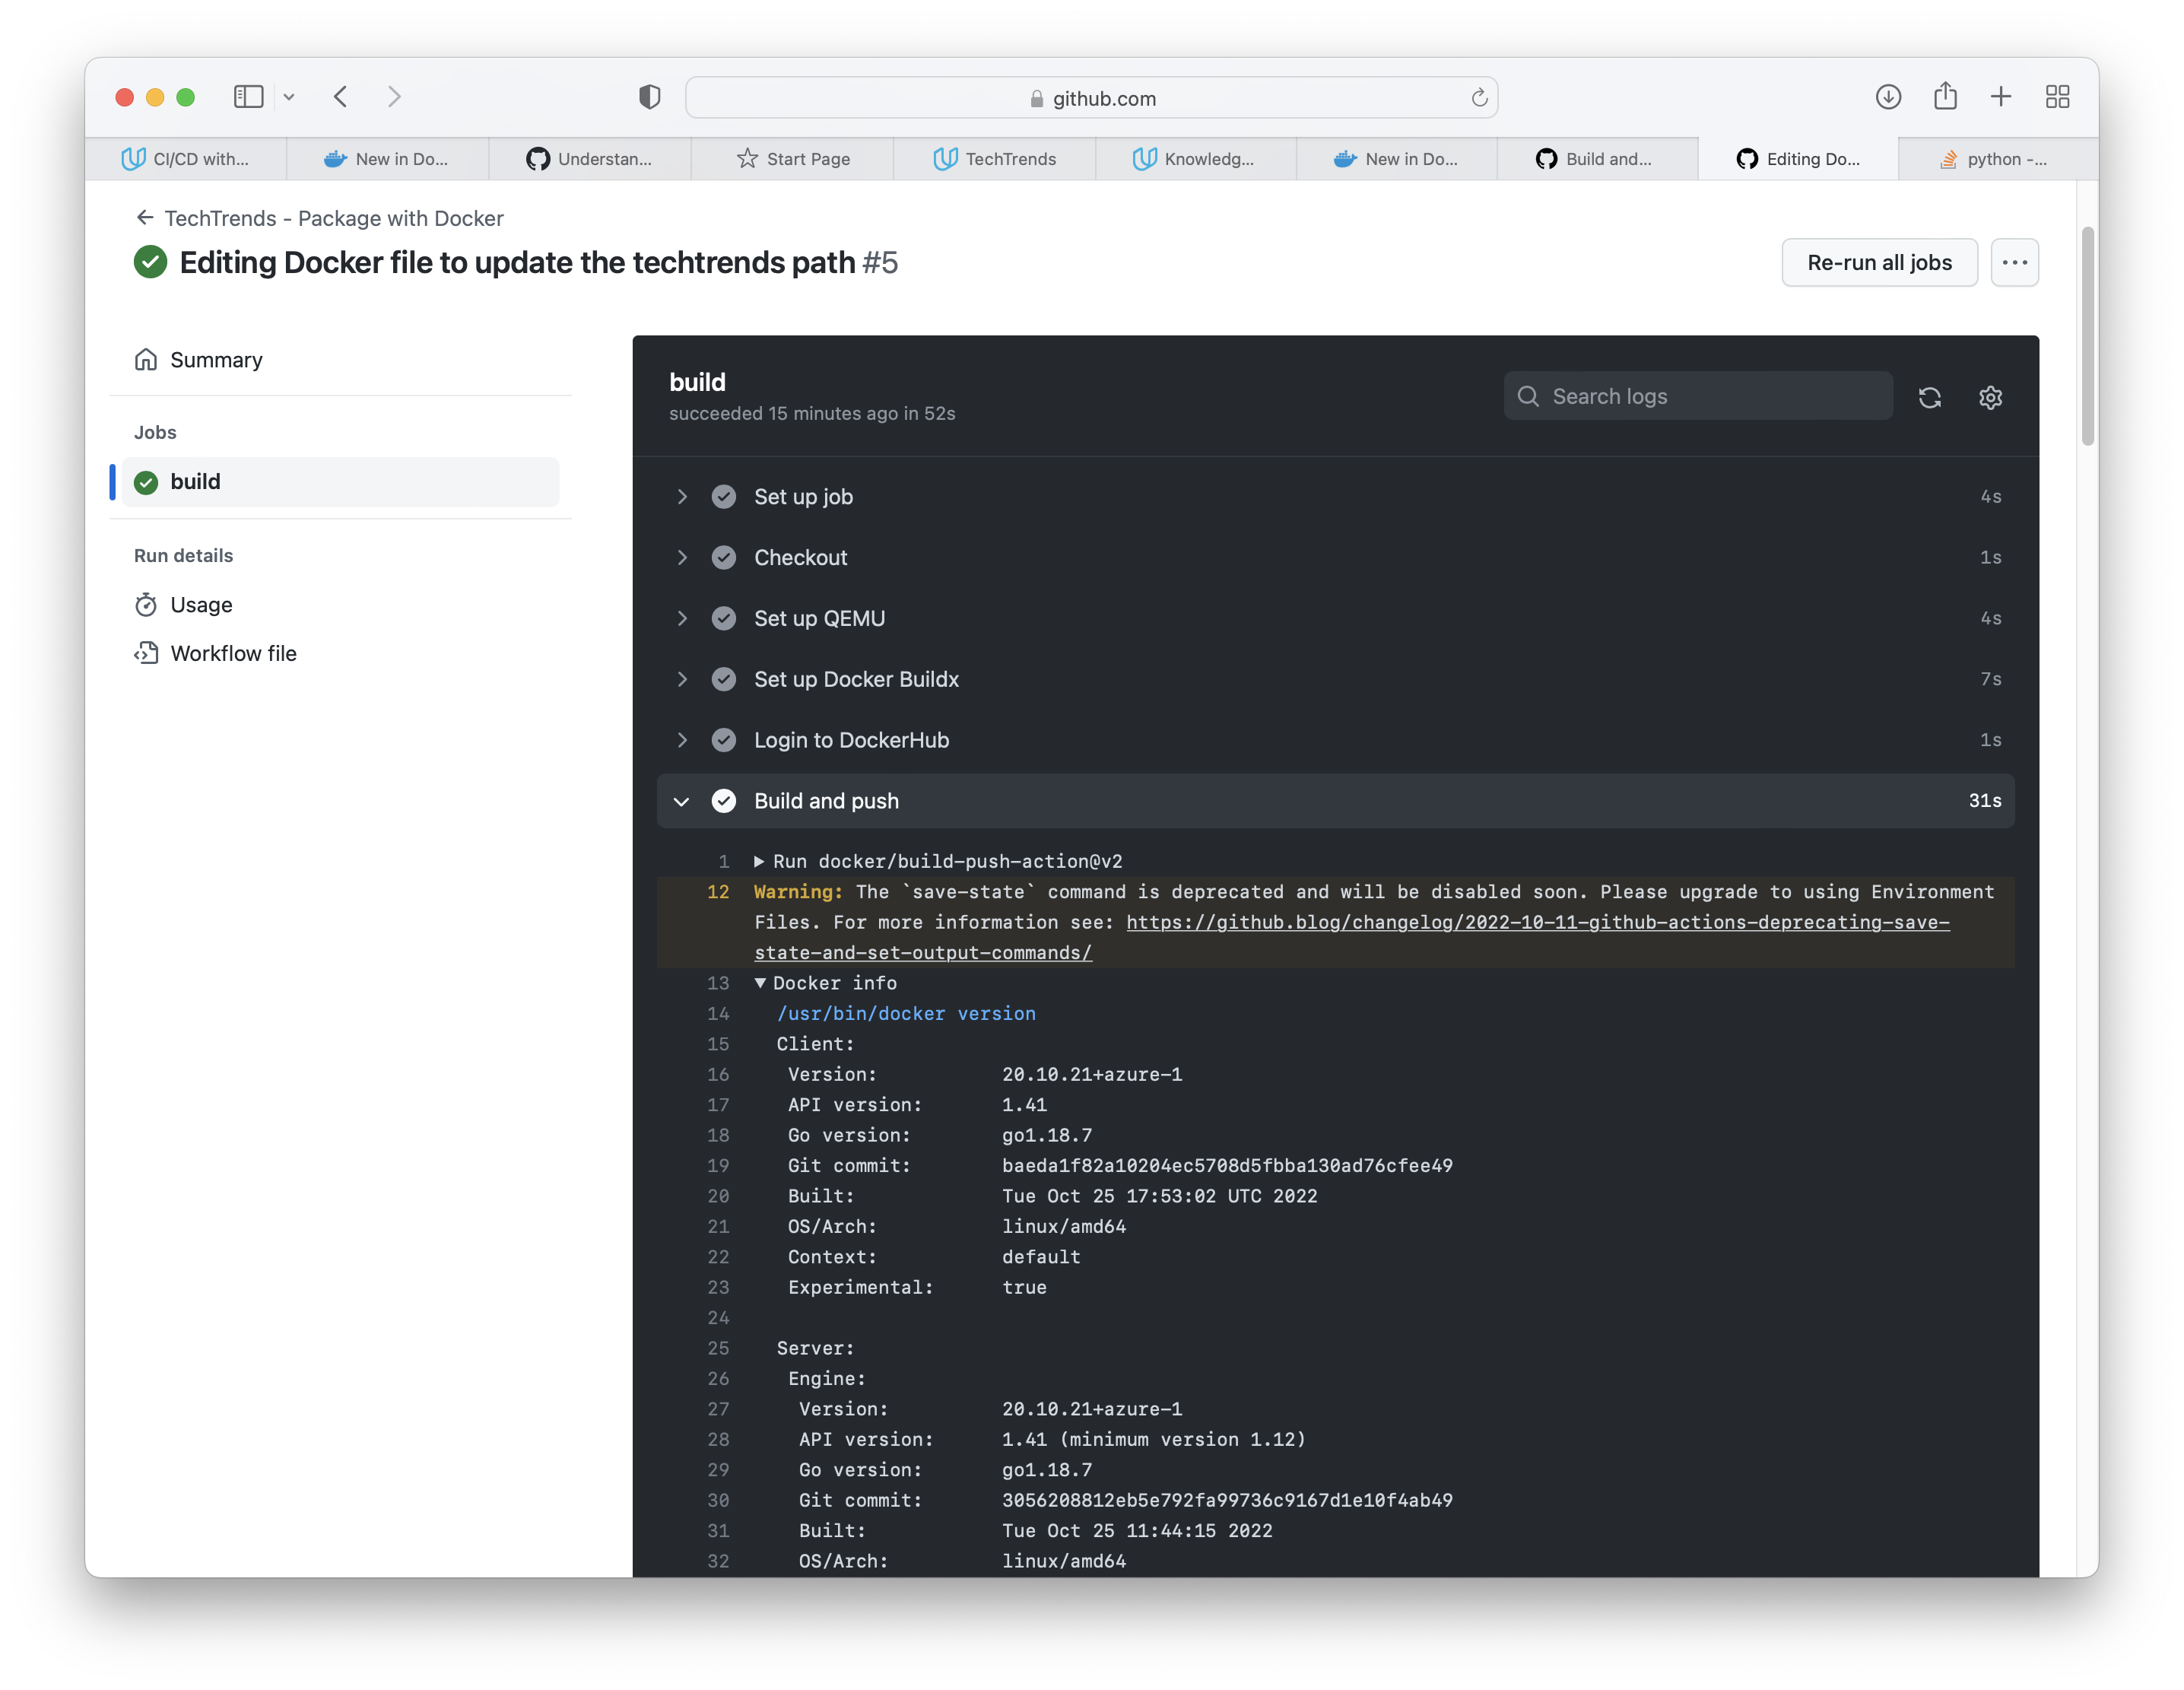 github.com
CI/CD with...
New in Do...
Understan...
Start Page
TechTrends
Knowledg...
New in Do...
Build and...
Editing Do...
python -...
TechTrends - Package with Docker
Editing Docker file to update the techtrends path #5
Re-run all jobs
Summary
Jobs
build
Run details
Usage
Workflow file
build
succeeded 15 minutes ago in 52s
Search logs
Set up job 4s
Checkout 1s
Set up QEMU 4s
Set up Docker Buildx 7s
Login to DockerHub 1s
Build and push 31s
1 Run docker/build-push-action@v2
12 Warning: The `save-state` command is deprecated and will be disabled soon. Please upgrade to using Environment
Files. For more information see: https://github.blog/changelog/2022-10-11-github-actions-deprecating-save-
state-and-set-output-commands/
13 Docker info
14 /usr/bin/docker version
15 Client:
16 Version: 20.10.21+azure-1
17 API version: 1.41
18 Go version: go1.18.7
19 Git commit: baeda1f82a10204ec5708d5fbba130ad76cfee49
20 Built: Tue Oct 25 17:53:02 UTC 2022
21 OS/Arch: linux/amd64
22 Context: default
23 Experimental: true
24
25 Server:
26 Engine:
27 Version: 20.10.21+azure-1
28 API version: 1.41 (minimum version 1.12)
29 Go version: go1.18.7
30 Git commit: 3056208812eb5e792fa99736c9167d1e10f4ab49
31 Built: Tue Oct 25 11:44:15 2022
32 OS/Arch: linux/amd64